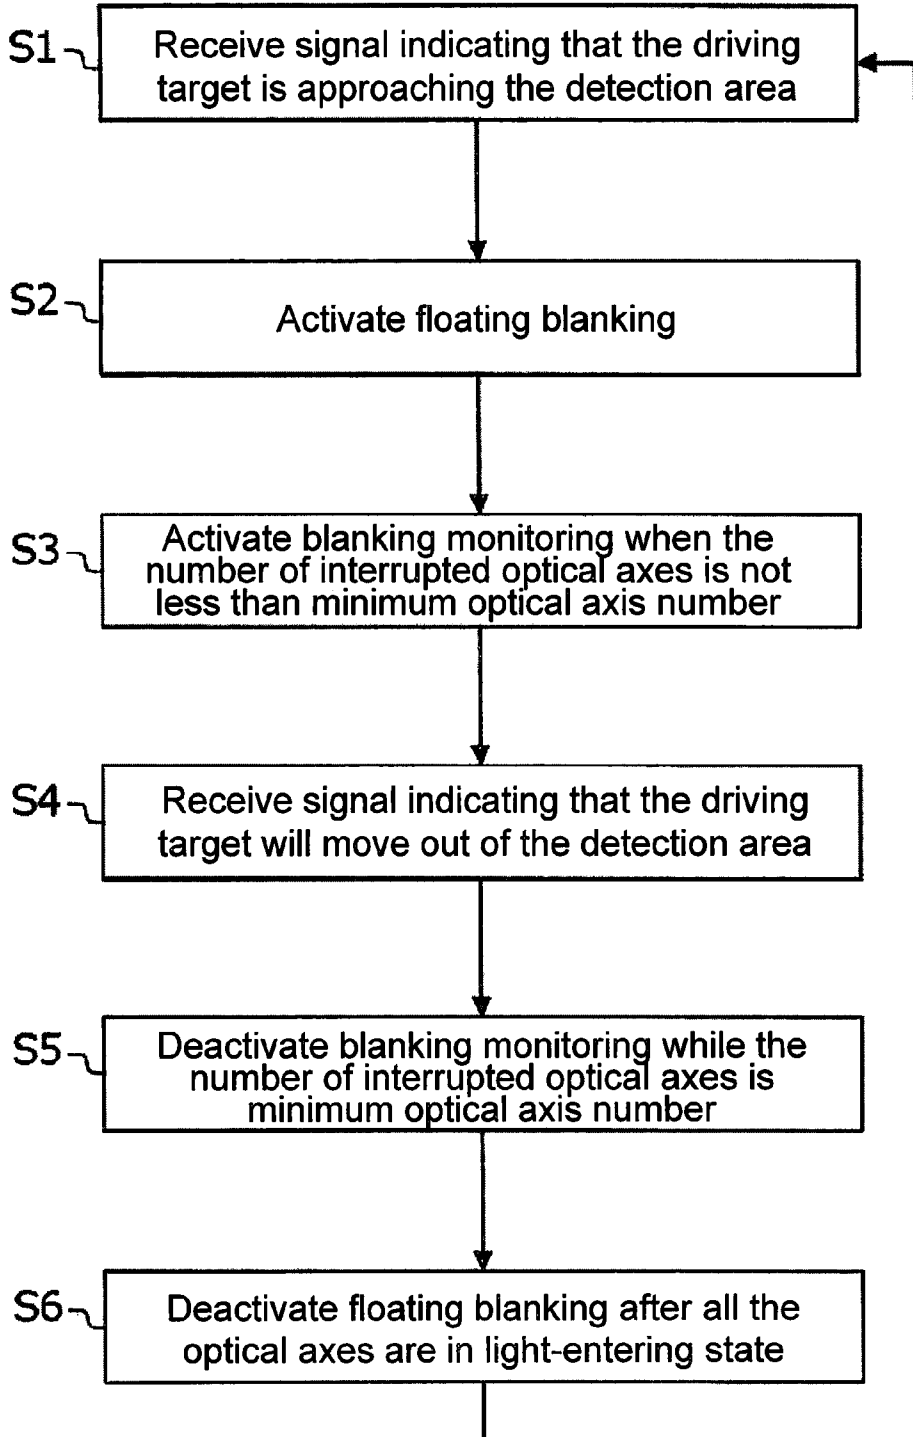 S1
Receive signal indicating that the driving
target is approaching the detection area
S2
Activate floating blanking
S3
Activate blanking monitoring when the
number of interrupted optical axes is not
less than minimum optical axis number
S4
Receive signal indicating that the driving
target will move out of the detection area
S5
Deactivate blanking monitoring while the
number of interrupted optical axes is
minimum optical axis number
S6
Deactivate floating blanking after all the
optical axes are in light-entering state